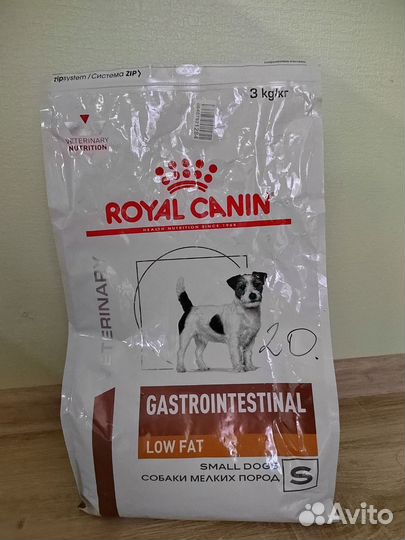 zipsystem / Система ZIP
3 kg/кг
VETERINARY
NUTRITION
ROYAL CANIN
HEALTH NUTRITION SINCE 1968
VETERINARY
20.
GASTROINTESTINAL
LOW FAT
SMALL DOGS
СОБАКИ МЕЛКИХ ПОРОД
S
Avito